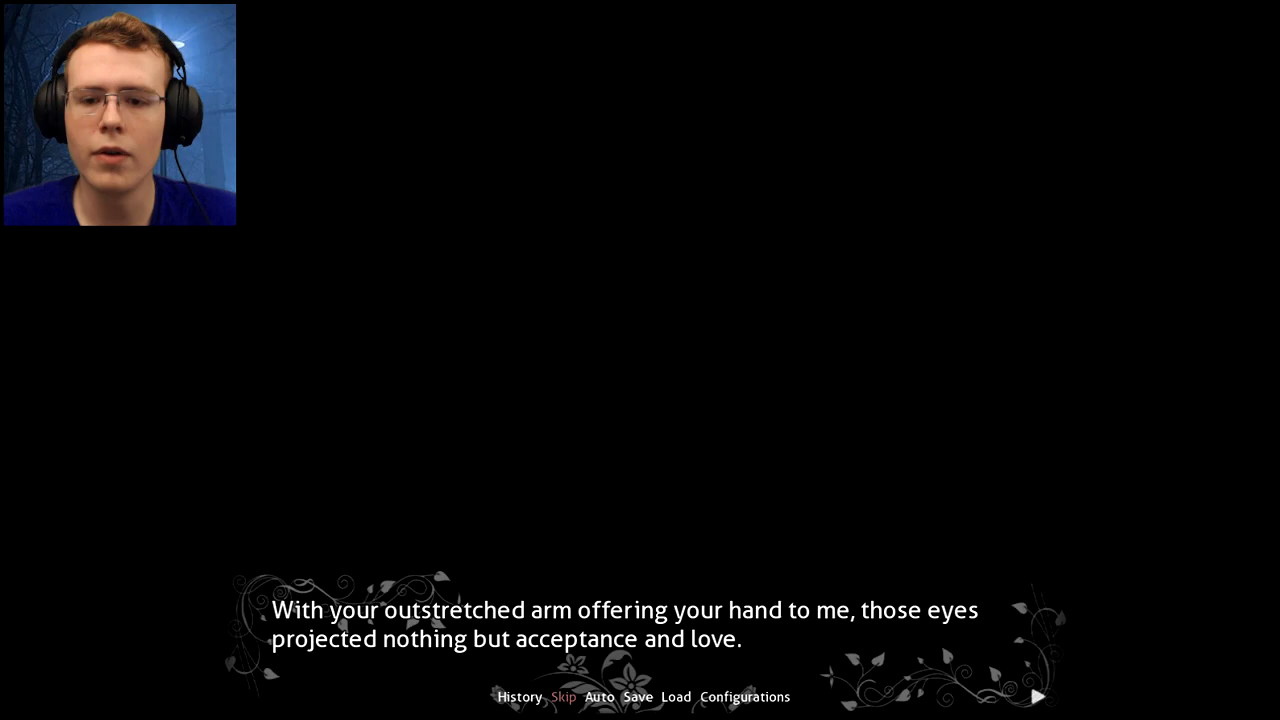 With your outstretched arm offering your hand to me, those eyes
projected nothing but acceptance and love.
History Skip Auto Save Load Configurations